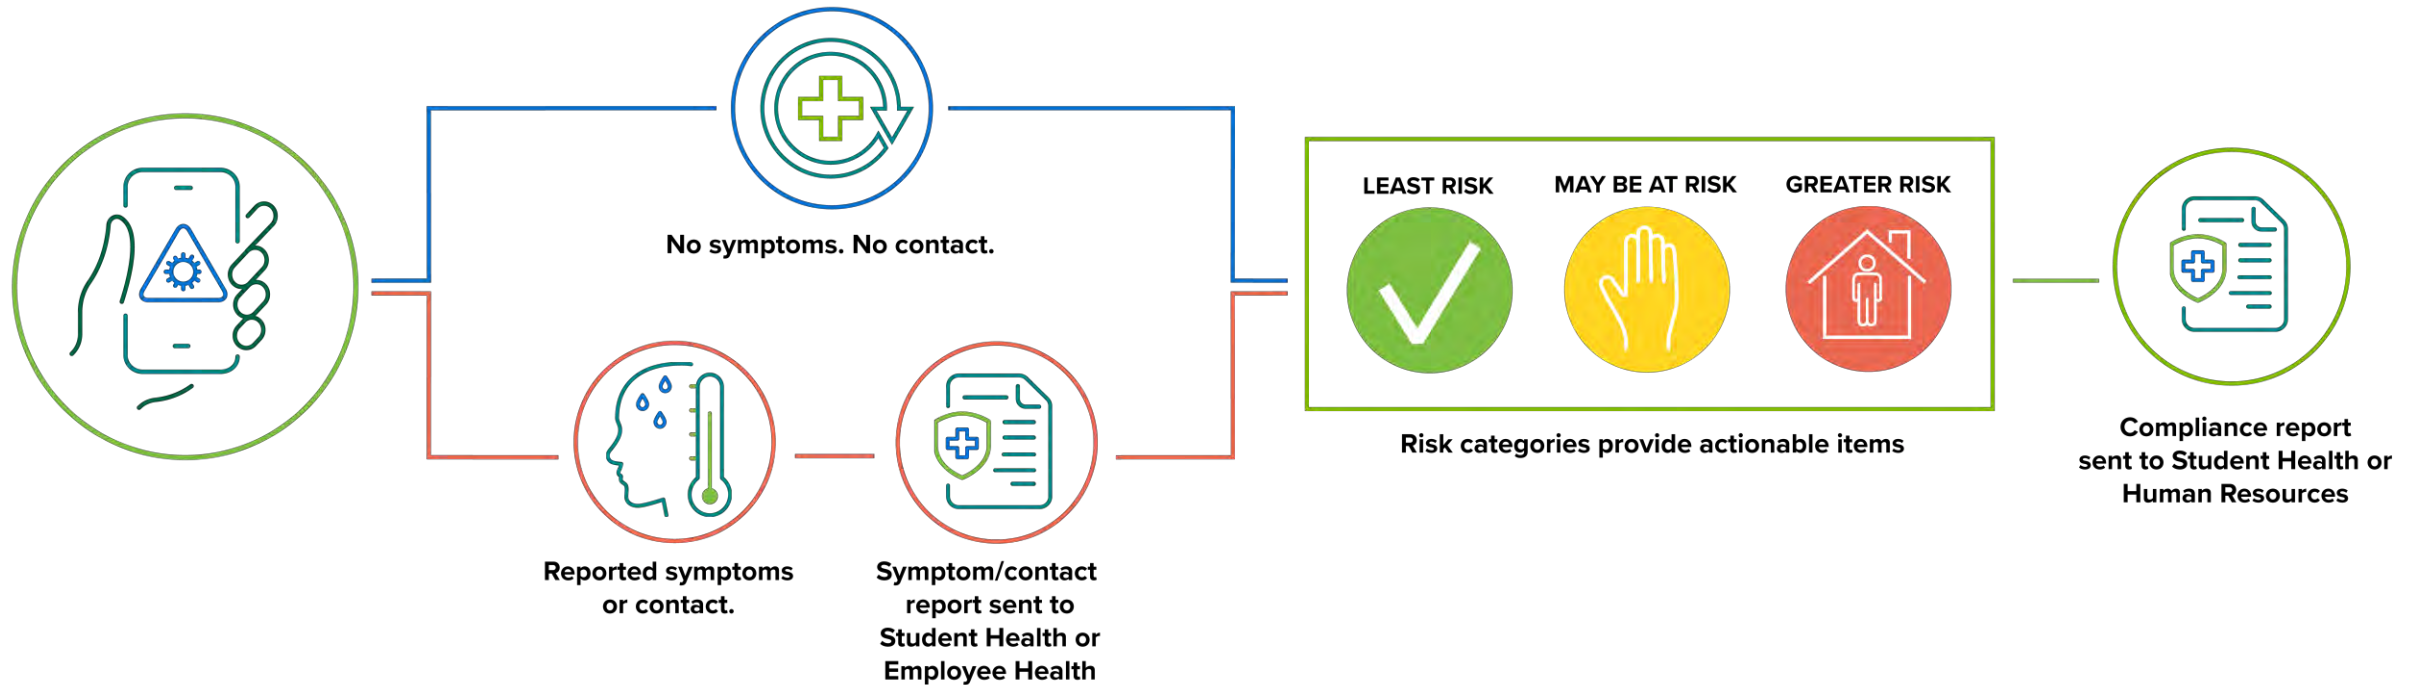 No symptoms. No contact.
Reported symptoms
or contact.
Symptom/contact
report sent to
Student Health or
Employee Health
LEAST RISK
MAY BE AT RISK
GREATER RISK
Risk categories provide actionable items
Compliance report
sent to Student Health or
Human Resources